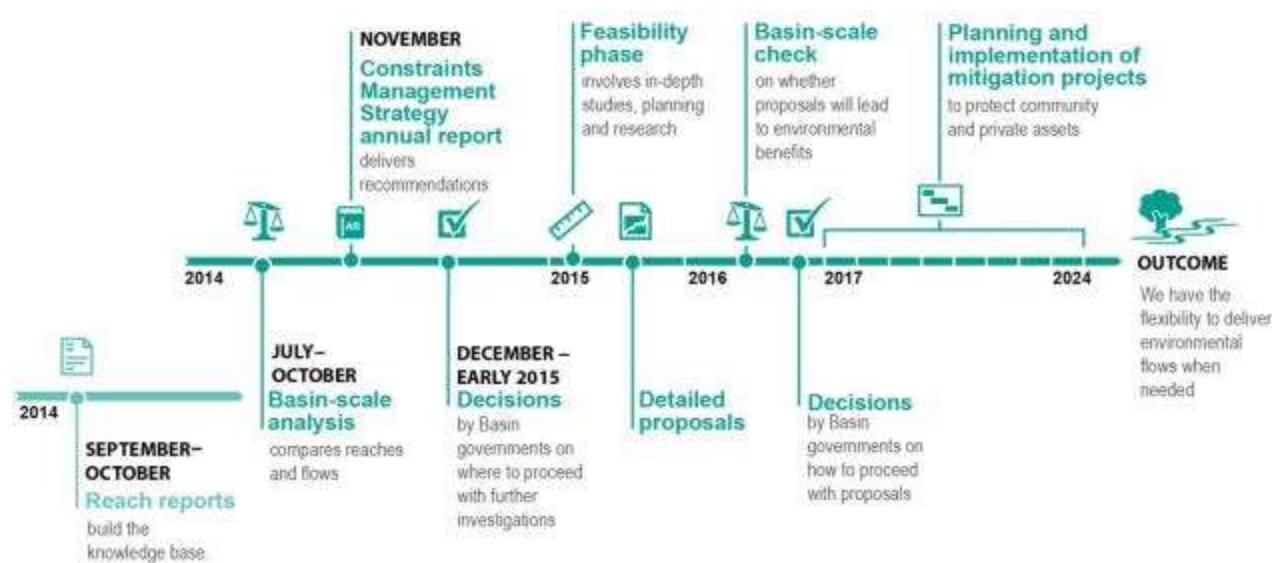 NOVEMBER
Constraints
Management
Strategy
annual report
delivers
recommendations
Feasibility
phase
involves in-depth
studies, planning
and research
Basin-scale
check
on whether
proposals will lead
to environmental
benefits
Planning and
implementation of
mitigation projects
to protect community
and private assets
AR
2014
2015
2016
2017
2024
OUTCOME
We have the
flexibility to deliver
environmental
flows when
needed
JULY–
OCTOBER
Basin-scale
analysis
compares reaches
and flows
DECEMBER –
EARLY 2015
Decisions
by Basin
governments on
where to proceed
with further
investigations
Detailed
proposals
Decisions
by Basin
governments on
how to proceed
with proposals
2014
SEPTEMBER–
OCTOBER
Reach reports
build the
knowledge base